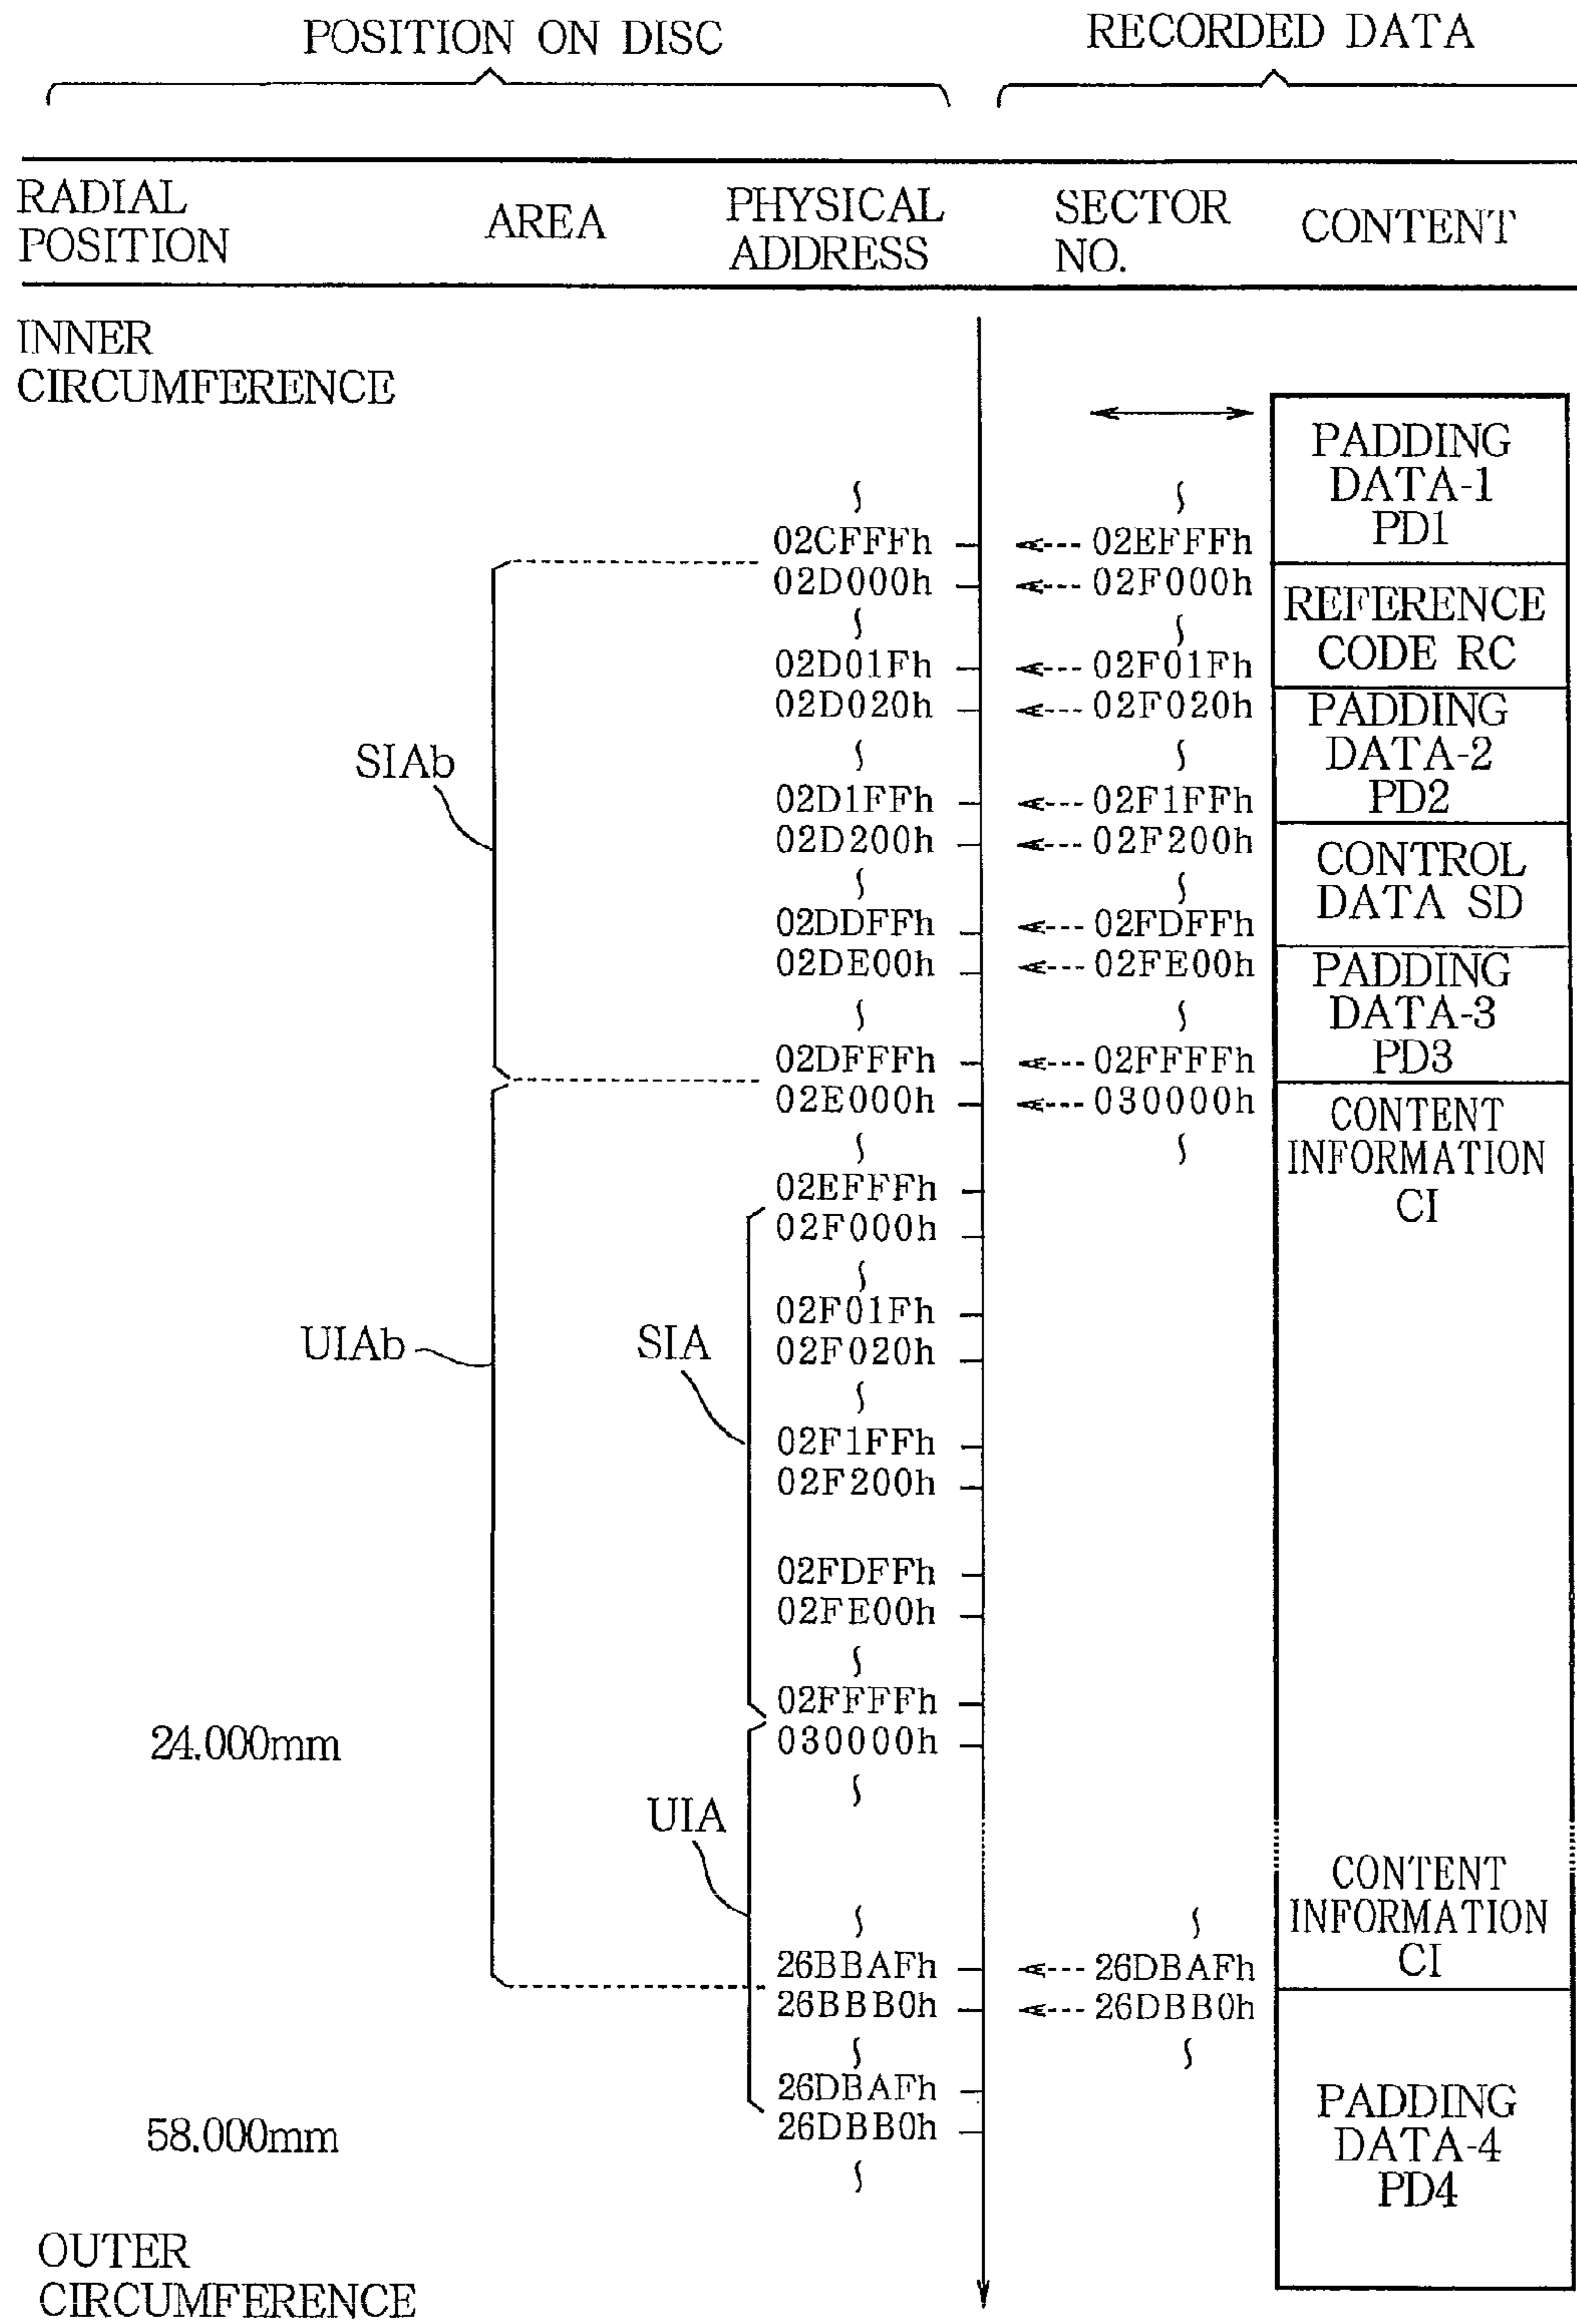 POSITION ON DISC
RECORDED DATA
RADIAL POSITION
AREA
PHYSICAL ADDRESS
SECTOR NO.
CONTENT
INNER
CIRCUMFERENCE
PADDING
DATA-1
PD1
02CFFFh 02EFFFh
02D000h 02F000h
REFERENCE
CODE RC
02D01Fh 02F01Fh
02D020h 02F020h
PADDING
DATA-2
PD2
SIAb
02D1FFh 02F1FFh
02D200h 02F200h
CONTROL
DATA SD
02DDFFh 02FDFFh
02DE00h 02FE00h
PADDING
DATA-3
PD3
02DFFFh 02FFFFh
02E000h 030000h
CONTENT
INFORMATION
CI
02EFFFh
02F000h
02F01Fh
UIAb
SIA
02F020h
02F1FFh
02F200h
02FDFFh
02FE00h
02FFFFh
24.000mm
030000h
UIA
CONTENT
INFORMATION
CI
26BBAFh 26DBAFh
26BBB0h 26DBB0h
26DBAFh
58.000mm
26DBB0h
PADDING
DATA-4
PD4
OUTER
CIRCUMFERENCE